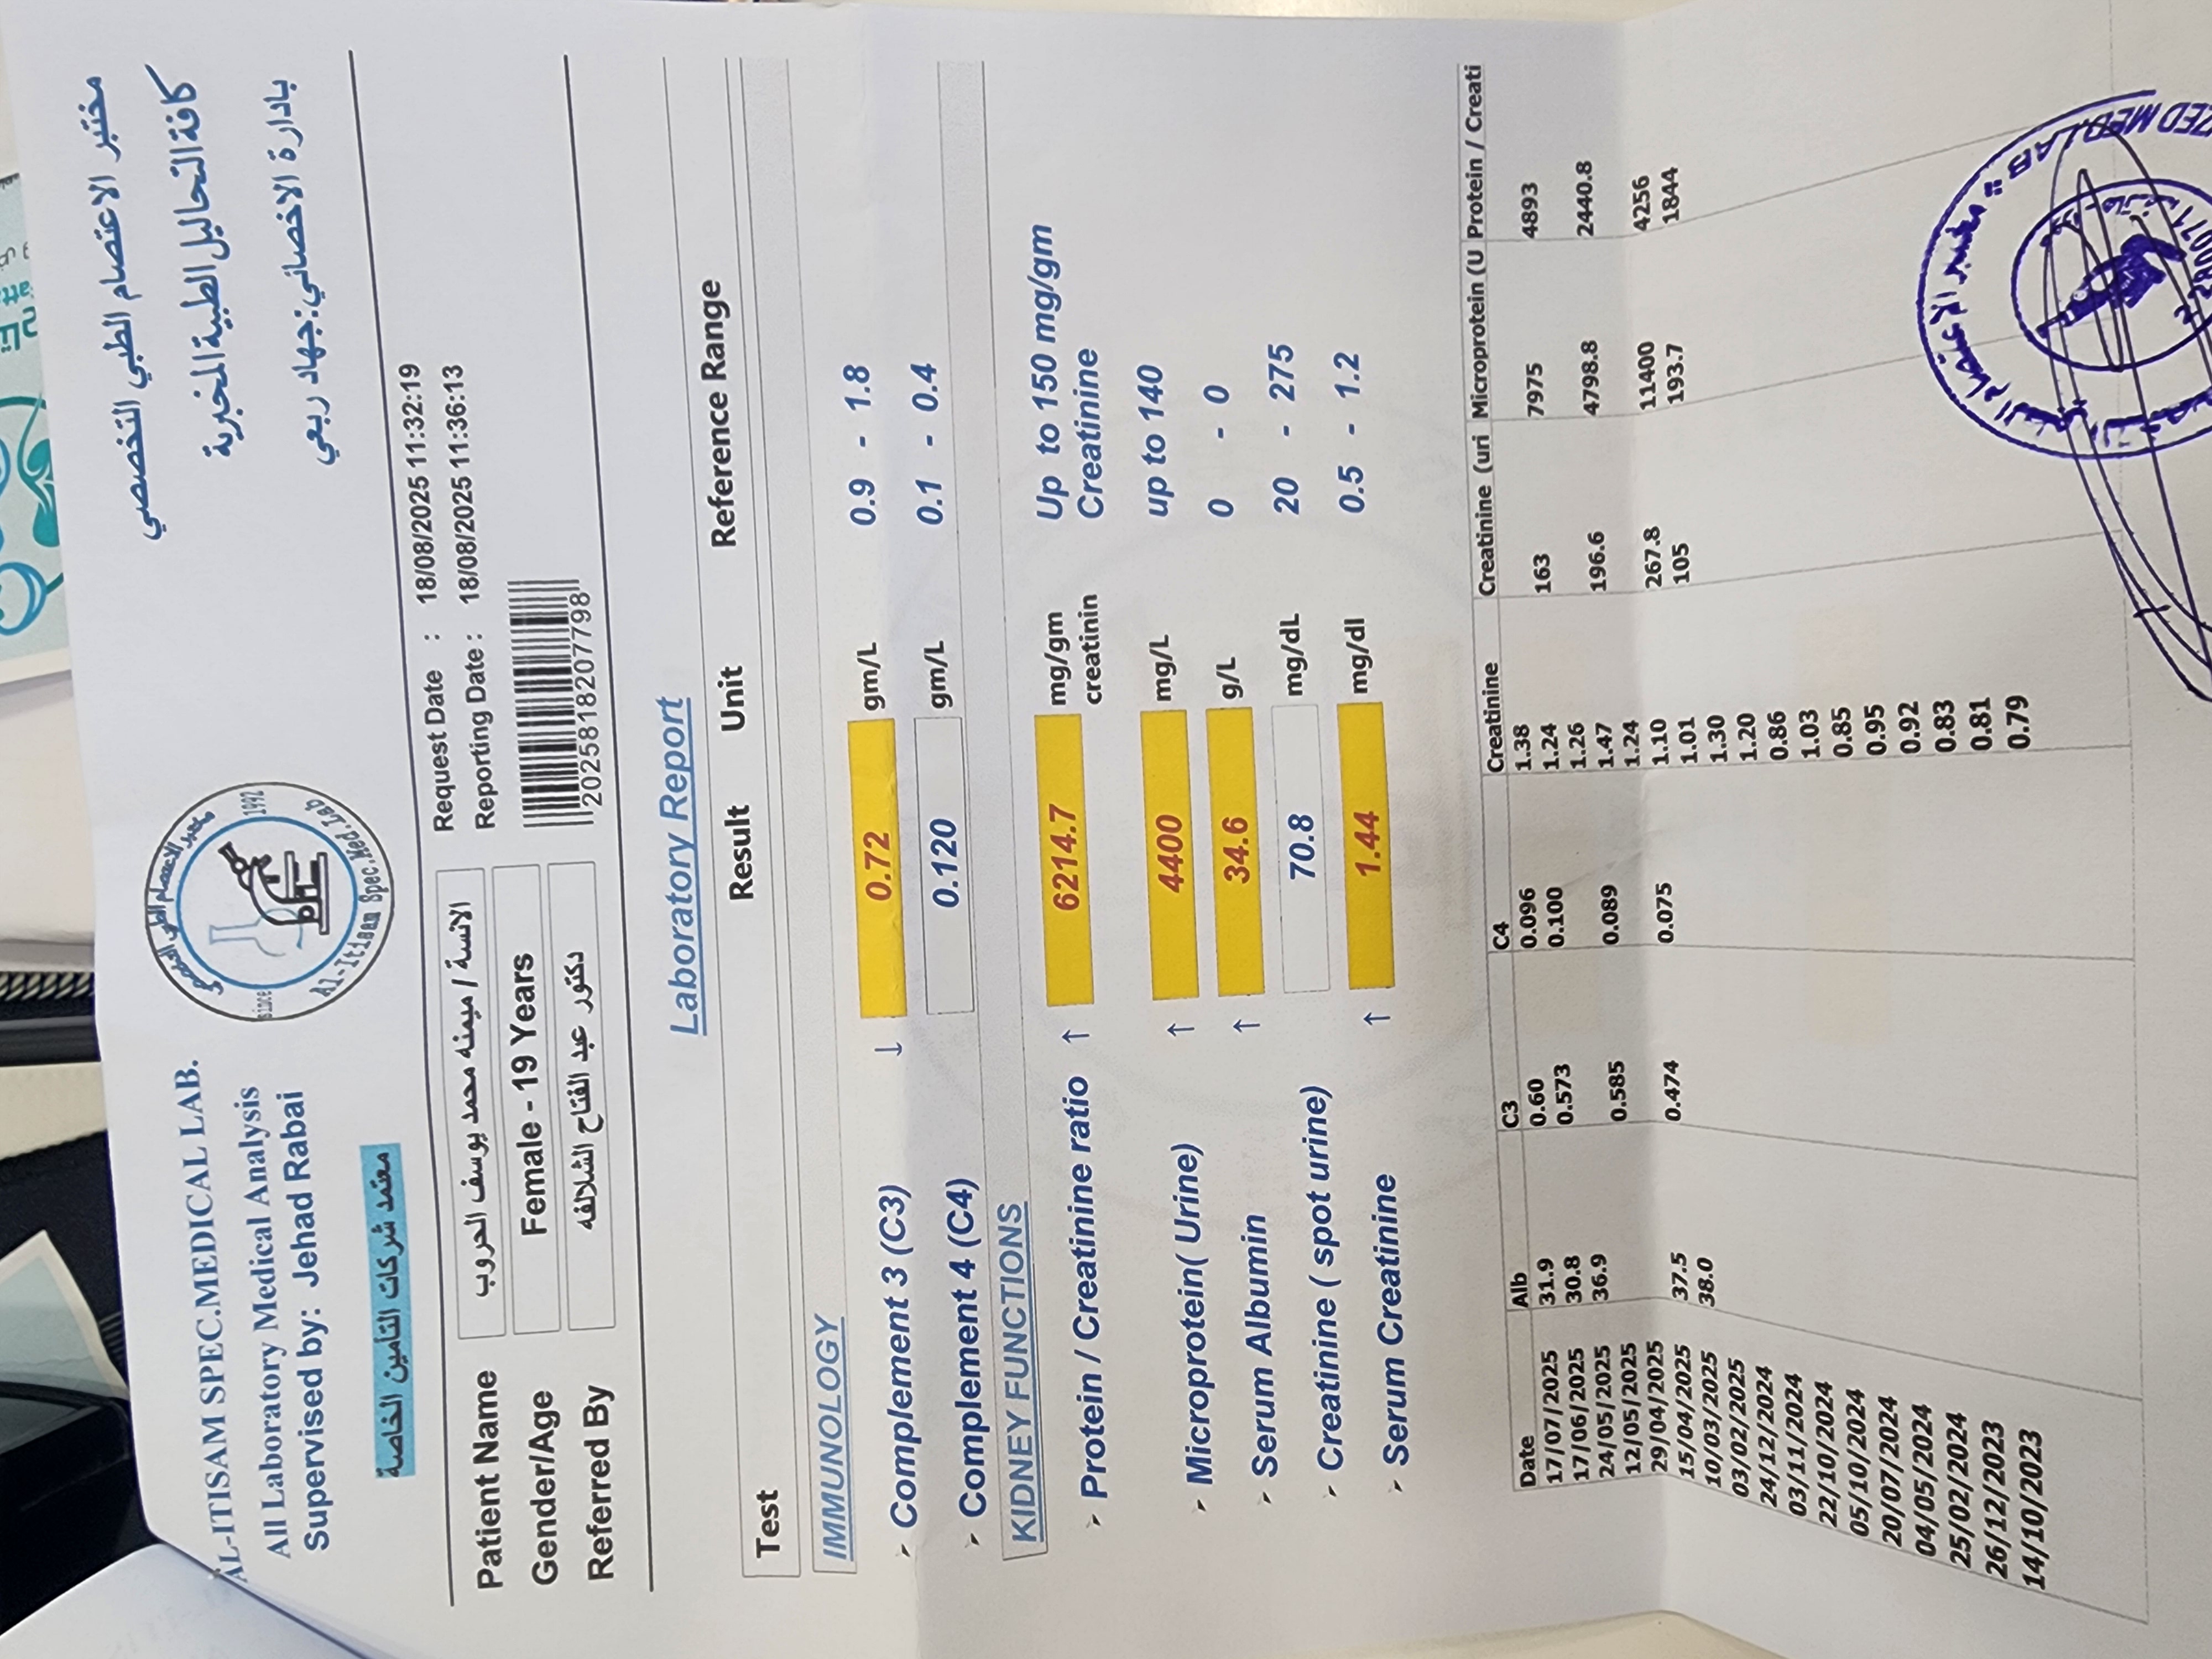 AL-ITISAM SPEC.MEDICAL LAB.
All Laboratory Medical Analysis
Supervised by: Jehad Rabai
معتمد شركات التأمين الخاصة
since 1992
Al-Itisam Spec.Med.Lab
مختبر الاعتصام الطبي التخصصي
كافة التحاليل الطبية المخبرية
بادارة الاخصائي: جهاد ربعي
Patient Name الآنسة / ميمنه محمد يوسف الحروب
Gender/Age Female - 19 Years
Referred By دكتور عبد الفتاح الشلالفه
Request Date : 18/08/2025 11:32:19
Reporting Date : 18/08/2025 11:36:13
2025818207798
Laboratory Report
Test Result Unit Reference Range
IMMUNOLOGY
Complement 3 (C3) ↓ 0.72 gm/L 0.9 - 1.8
Complement 4 (C4) 0.120 gm/L 0.1 - 0.4
KIDNEY FUNCTIONS
Protein / Creatinine ratio ↑ 6214.7 mg/gm creatinin Up to 150 mg/gm Creatinine
Microprotein( Urine) ↑ 4400 mg/L up to 140
Serum Albumin ↑ 34.6 g/L 0 - 0
Creatinine ( spot urine) 70.8 mg/dL 20 - 275
Serum Creatinine ↑ 1.44 mg/dl 0.5 - 1.2
Date Alb C3 C4 Creatinine Creatinine (uri Microprotein (U Protein / Creati
17/07/2025 31.9 0.60 0.096 1.38 163 7975 4893
17/06/2025 30.8 0.573 0.100 1.24
24/05/2025 36.9 1.26 196.6 4798.8 2440.8
12/05/2025 0.585 0.089 1.47
29/04/2025 1.24 267.8 11400 4256
15/04/2025 37.5 0.474 0.075 1.10 105 193.7 1844
10/03/2025 38.0 1.01
03/02/2025 1.30
24/12/2024 1.20
03/11/2024 0.86
22/10/2024 1.03
05/10/2024 0.85
20/07/2024 0.95
04/05/2024 0.92
25/02/2024 0.83
26/12/2023 0.81
14/10/2023 0.79